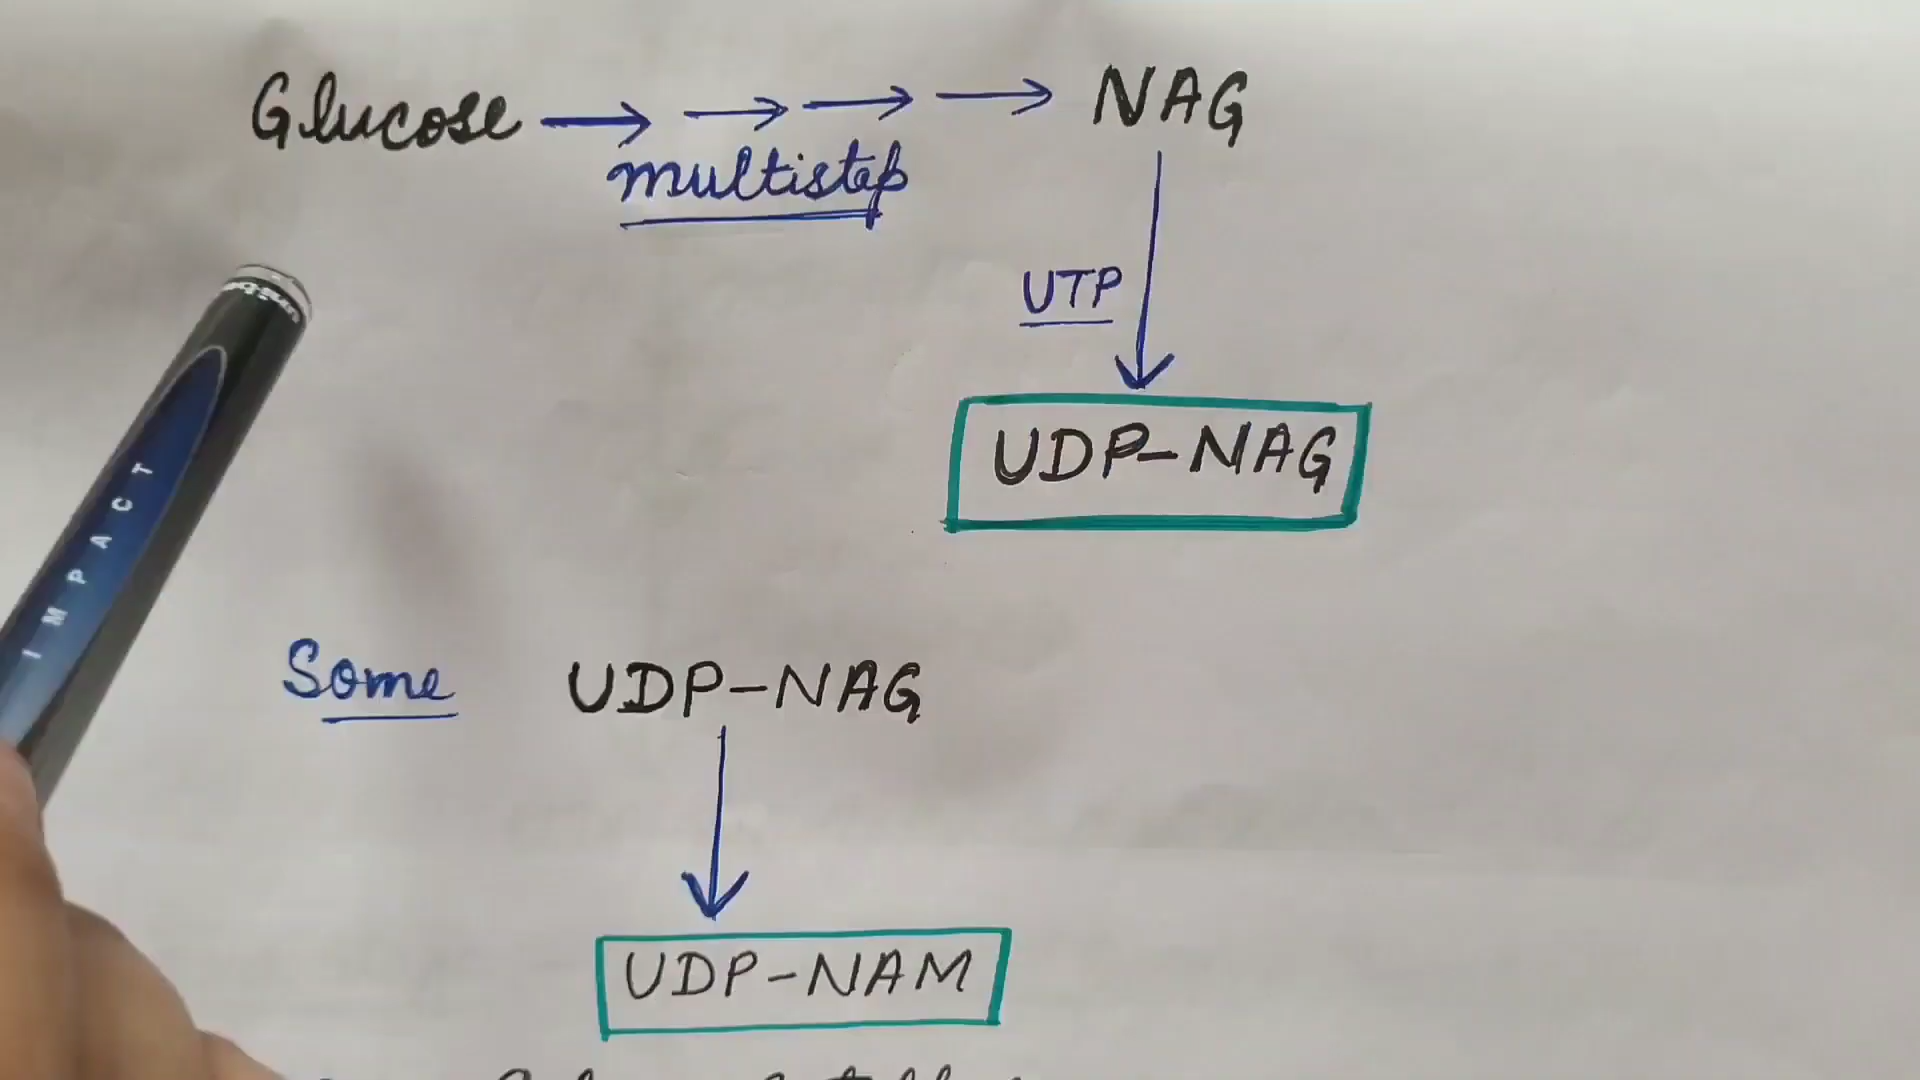 Glucose → → → → NAG
multistep
UTP
UDP-NAG
Some UDP-NAG
UDP-NAM
IMPACT